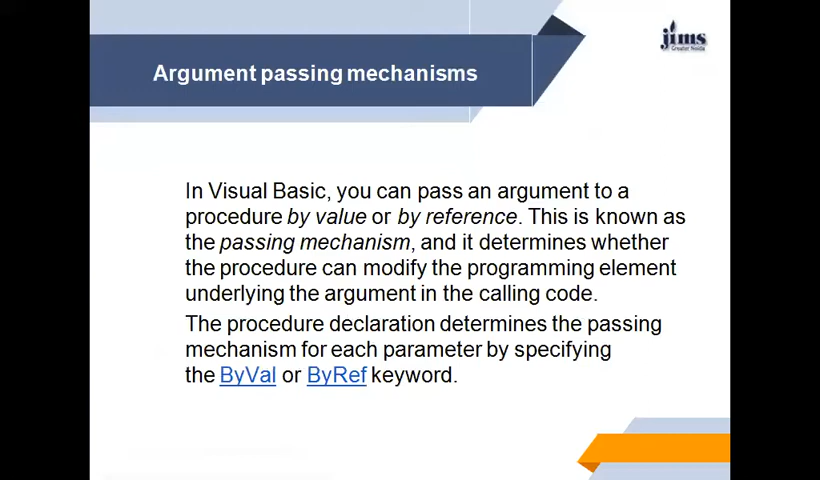 Argument passing mechanisms
jims
Greater Noida
In Visual Basic, you can pass an argument to a
procedure by value or by reference. This is known as
the passing mechanism, and it determines whether
the procedure can modify the programming element
underlying the argument in the calling code.
The procedure declaration determines the passing
mechanism for each parameter by specifying
the ByVal or ByRef keyword.